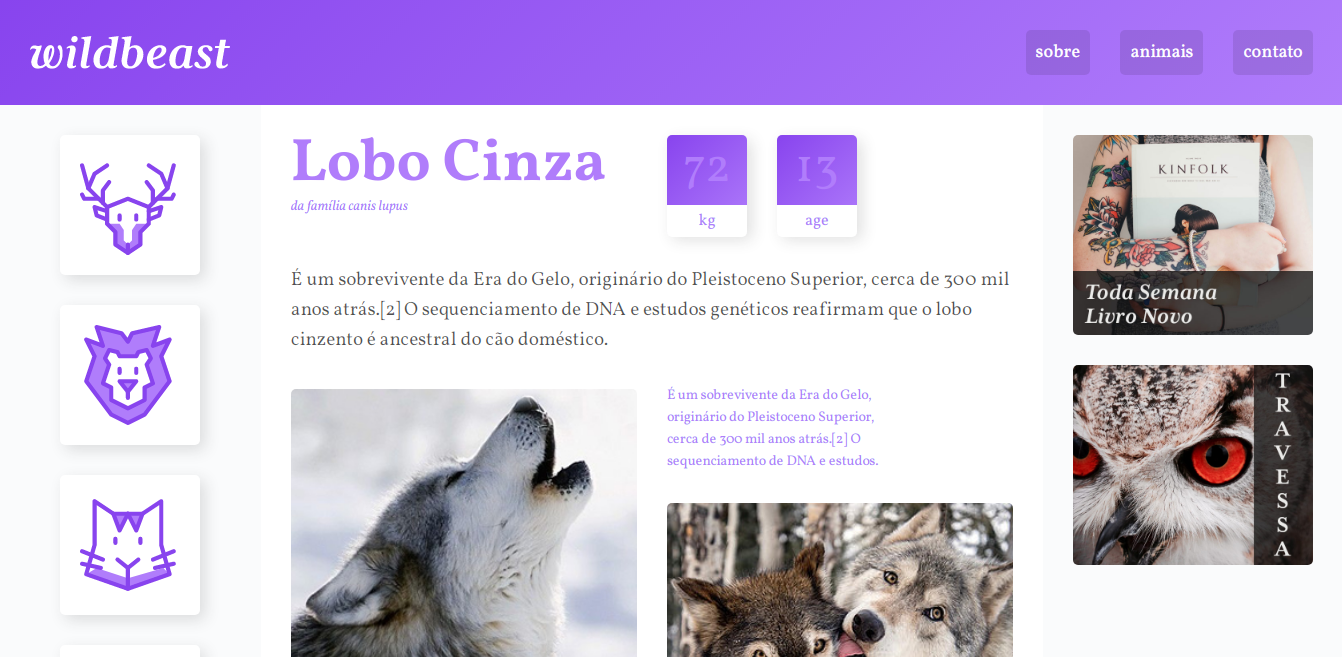 wildbeast
sobre
animais
contato
Lobo Cinza
da família canis lupus
72
kg
13
age
É um sobrevivente da Era do Gelo, originário do Pleistoceno Superior, cerca de 300 mil
anos atrás.[2] O sequenciamento de DNA e estudos genéticos reafirmam que o lobo
cinzento é ancestral do cão doméstico.
É um sobrevivente da Era do Gelo,
originário do Pleistoceno Superior,
cerca de 300 mil anos atrás.[2] O
sequenciamento de DNA e estudos.
KINFOLK
Toda Semana
Livro Novo
TRAVESSA